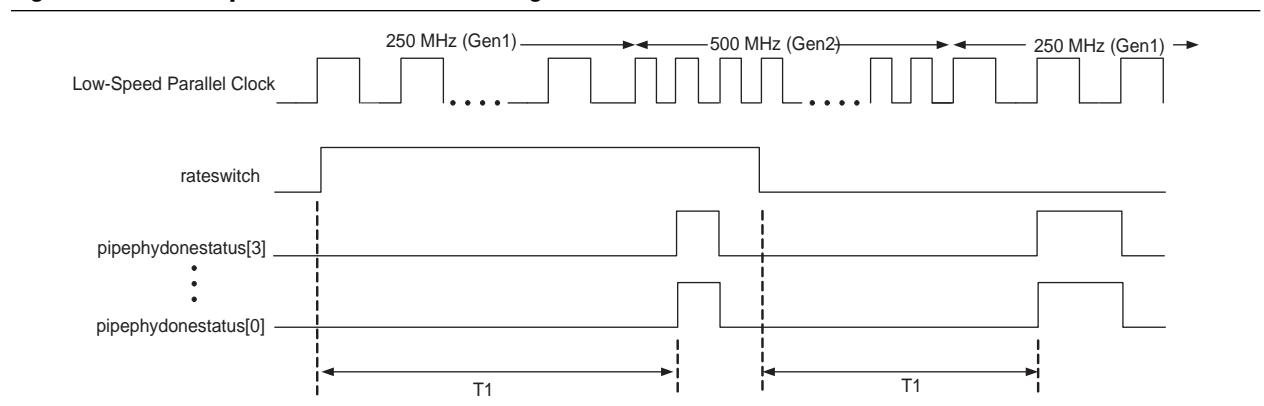 250 MHz (Gen1) 500 MHz (Gen2) 250 MHz (Gen1)
Low-Speed Parallel Clock
rateswitch
pipephydonestatus[3]
pipephydonestatus[0]
T1 T1